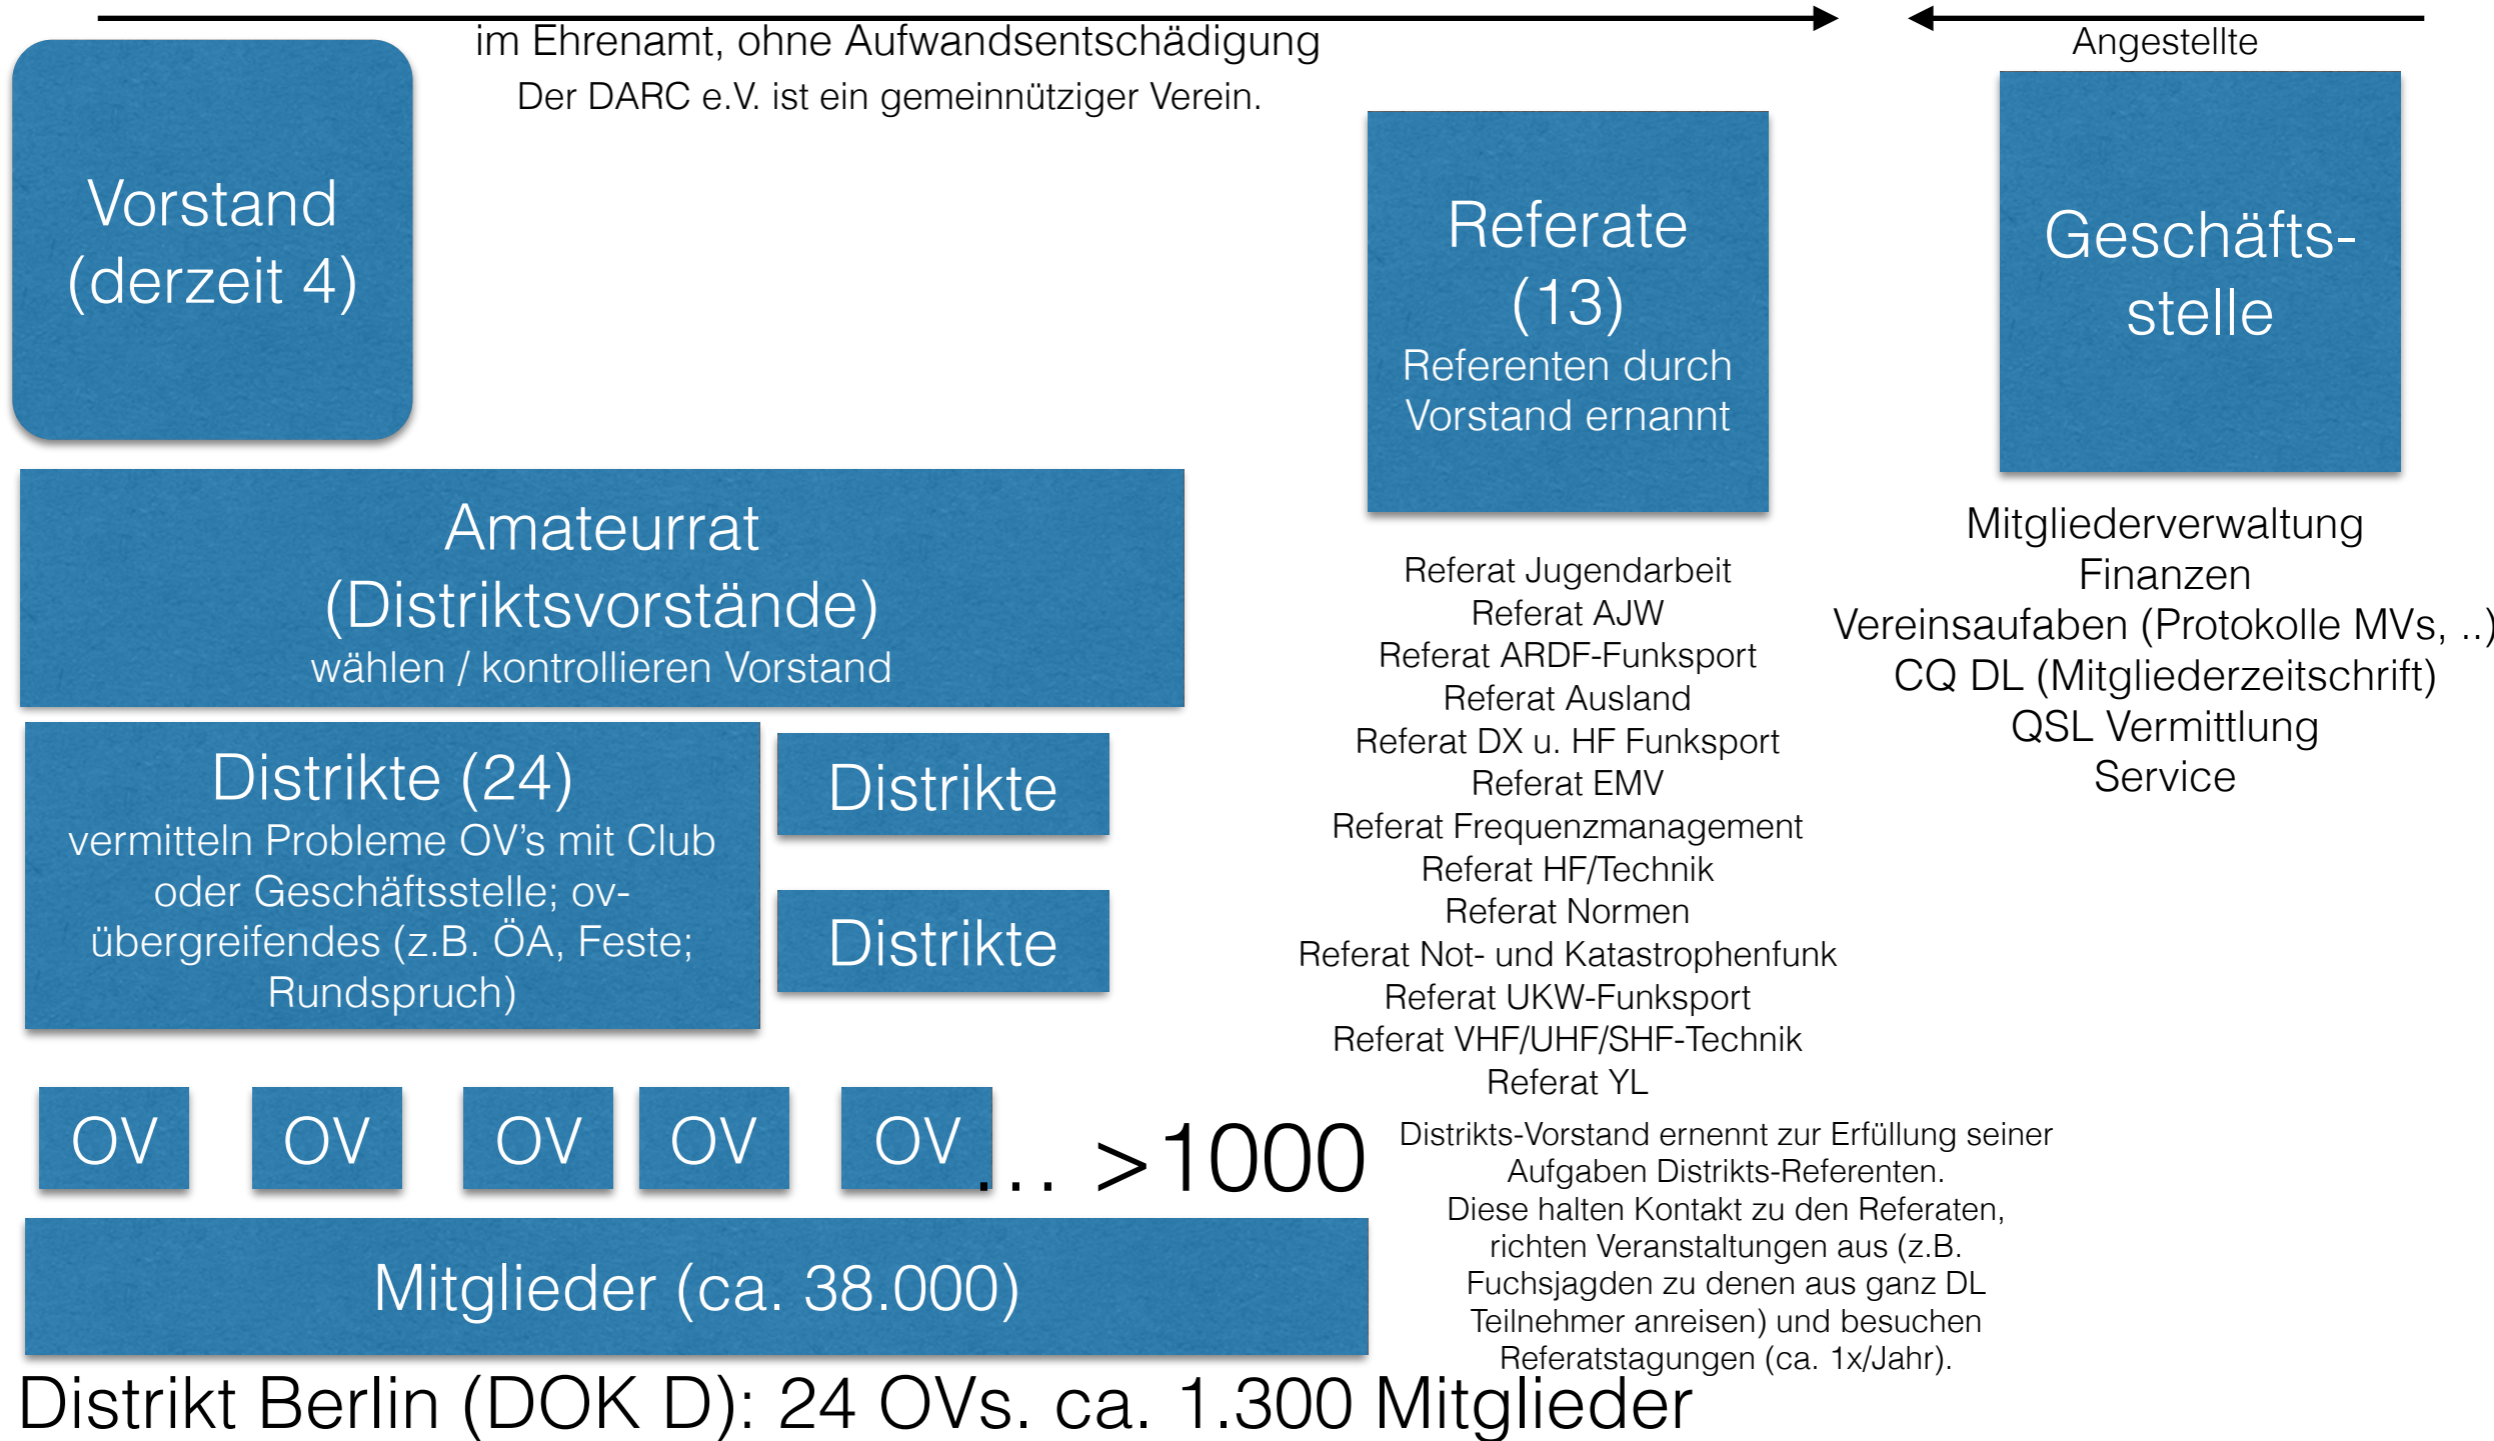 im Ehrenamt, ohne Aufwandsentschädigung
Der DARC e.V. ist ein gemeinnütziger Verein.
Angestellte
Vorstand
(derzeit 4)
Referate
(13)
Referenten durch
Vorstand ernannt
Geschäfts-
stelle
Amateurrat
(Distriktsvorstände)
wählen / kontrollieren Vorstand
Distrikte (24)
vermitteln Probleme OV’s mit Club
oder Geschäftsstelle; ov-
übergreifendes (z.B. ÖA, Feste;
Rundspruch)
Distrikte
Distrikte
Referat Jugendarbeit
Referat AJW
Referat ARDF-Funksport
Referat Ausland
Referat DX u. HF Funksport
Referat EMV
Referat Frequenzmanagement
Referat HF/Technik
Referat Normen
Referat Not- und Katastrophenfunk
Referat UKW-Funksport
Referat VHF/UHF/SHF-Technik
Referat YL
Mitgliederverwaltung
Finanzen
Vereinsaufaben (Protokolle MVs, ..)
CQ DL (Mitgliederzeitschrift)
QSL Vermittlung
Service
OV OV OV OV OV ... >1000
Distrikts-Vorstand ernennt zur Erfüllung seiner
Aufgaben Distrikts-Referenten.
Diese halten Kontakt zu den Referaten,
richten Veranstaltungen aus (z.B.
Fuchsjagden zu denen aus ganz DL
Teilnehmer anreisen) und besuchen
Referatstagungen (ca. 1x/Jahr).
Mitglieder (ca. 38.000)
Distrikt Berlin (DOK D): 24 OVs. ca. 1.300 Mitglieder